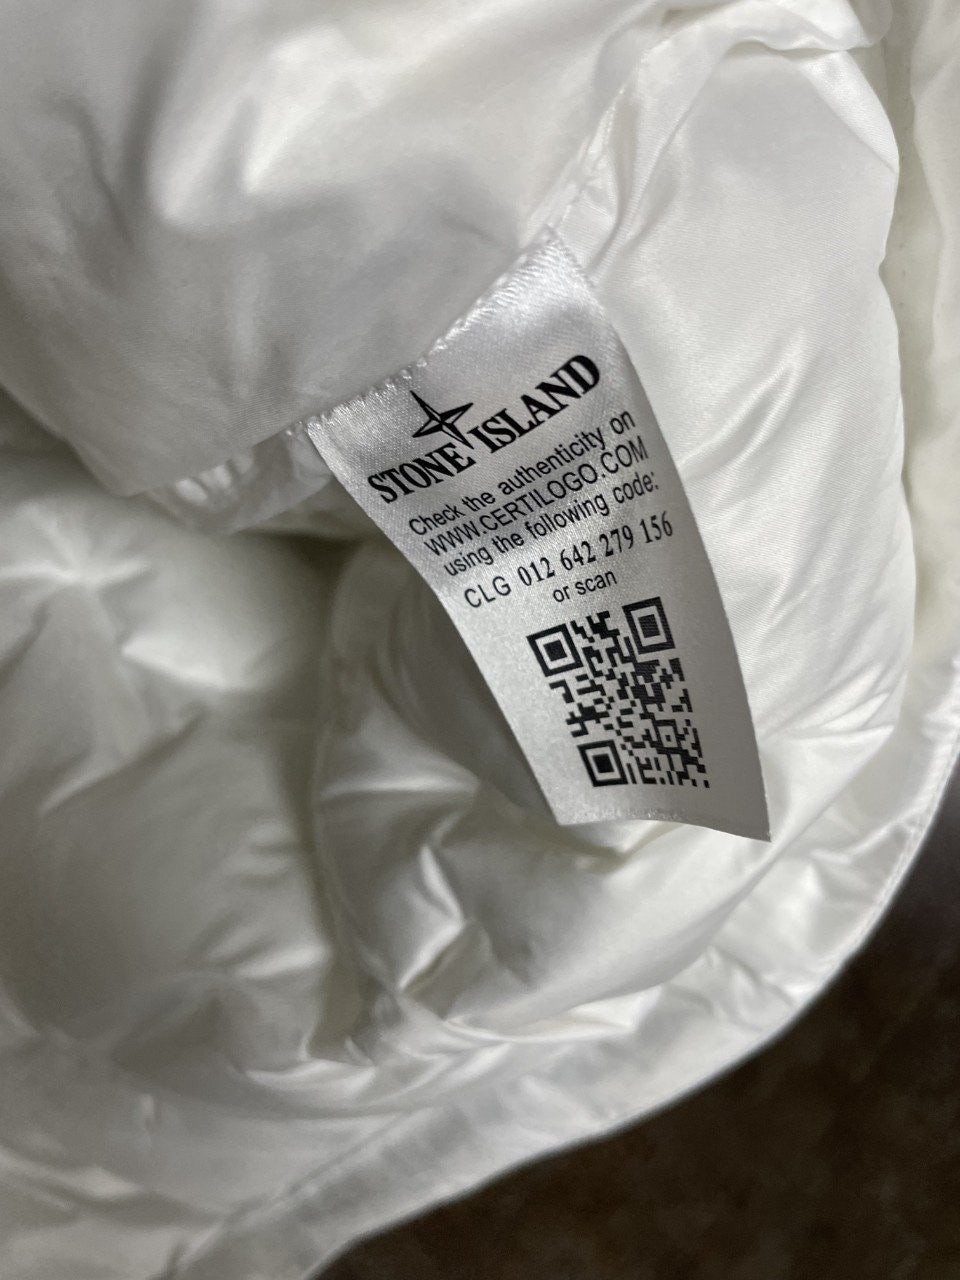 STONE ISLAND
Check the authenticity on
WWW.CERTILOGO.COM
using the following code:
CLG 012 642 279 156
or scan